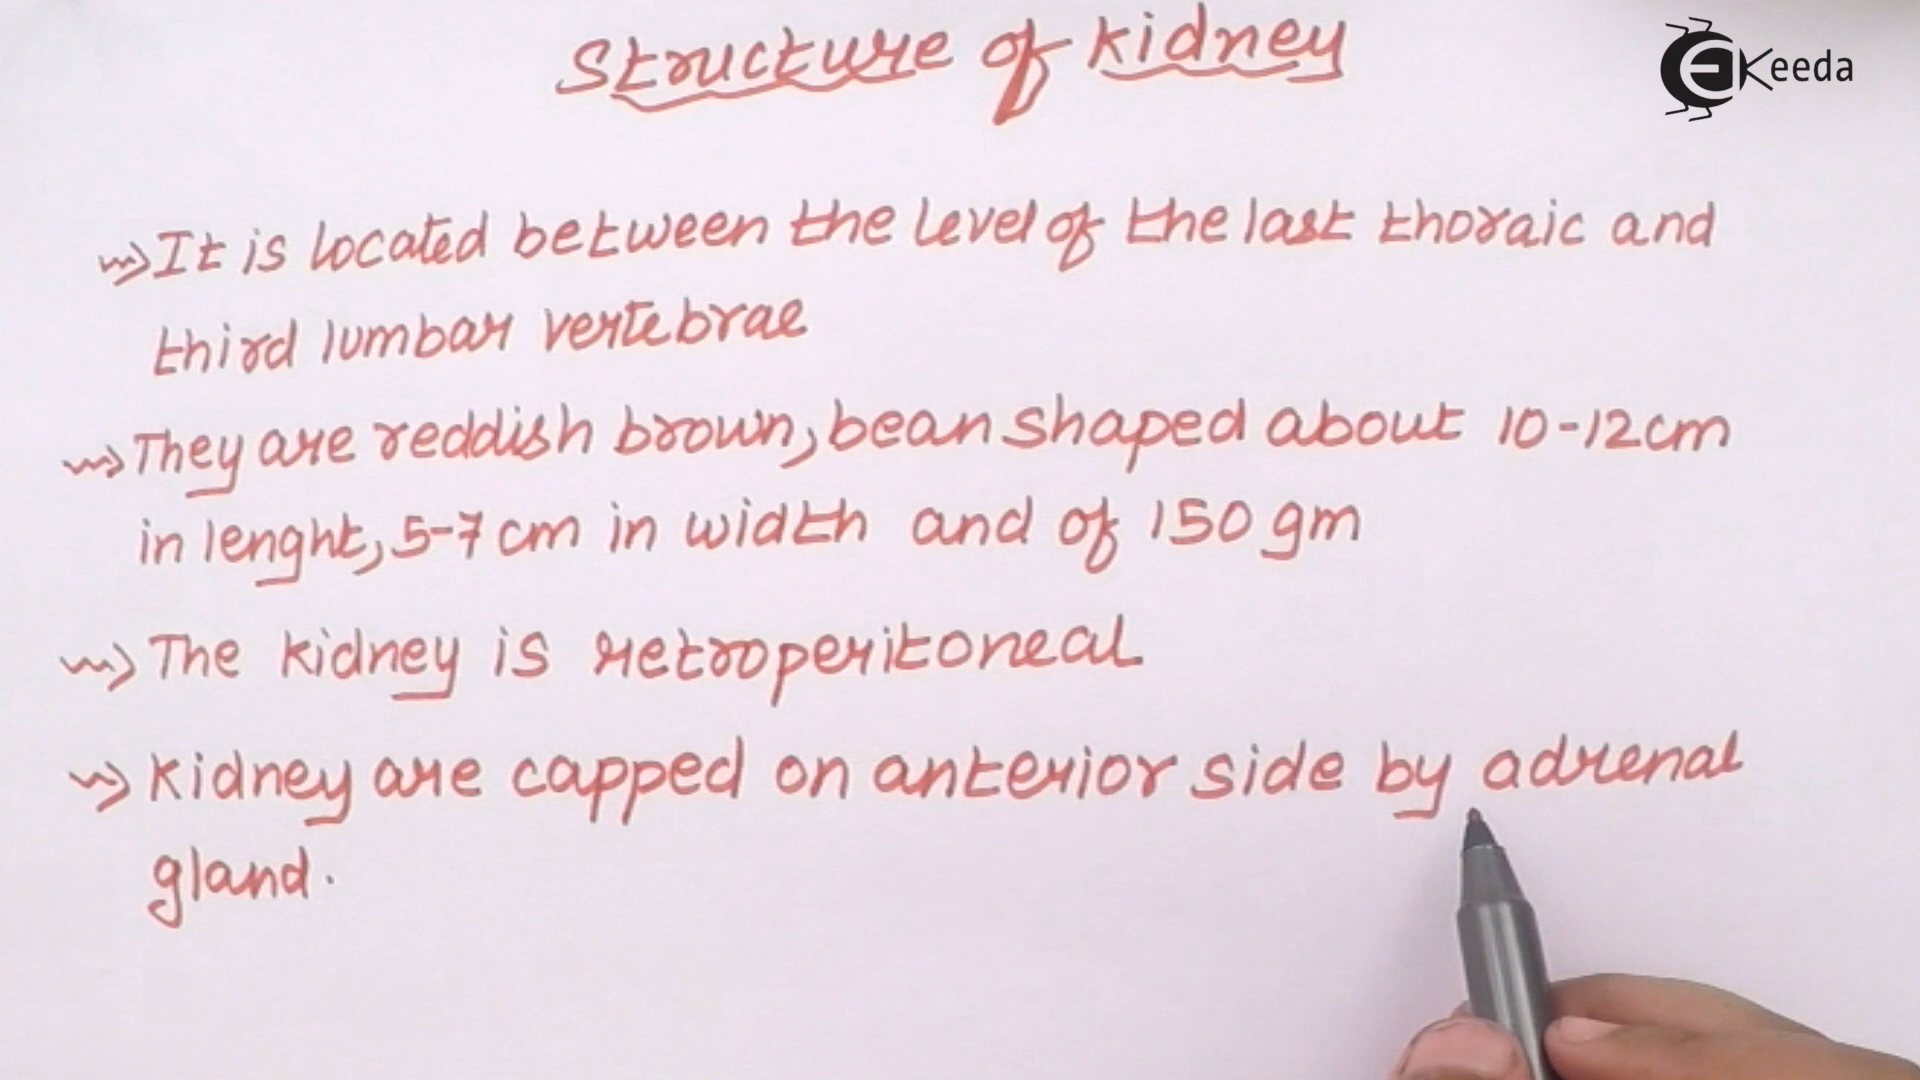 Structure of kidney
EKeeda
⇝ It is located between the level of the last thoraic and
third lumbar vertebrae
⇝ They are reddish brown, bean shaped about 10-12cm
in lenght, 5-7 cm in width and of 150 gm
⇝ The kidney is retroperitoneal
⇝ Kidney are capped on anterior side by adrenal
gland.